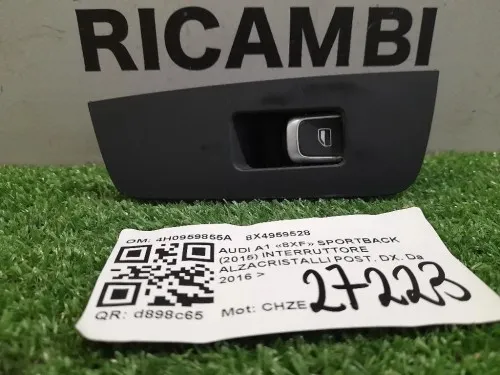 RICAMBI
OM: 4H0959855A 8X4959528
AUDI A1 «8XF» SPORTBACK
(2015) INTERRUTTORE
ALZACRISTALLI POST. DX. Da
2016 >
QR: d898c65 Mot: CHZE
27223